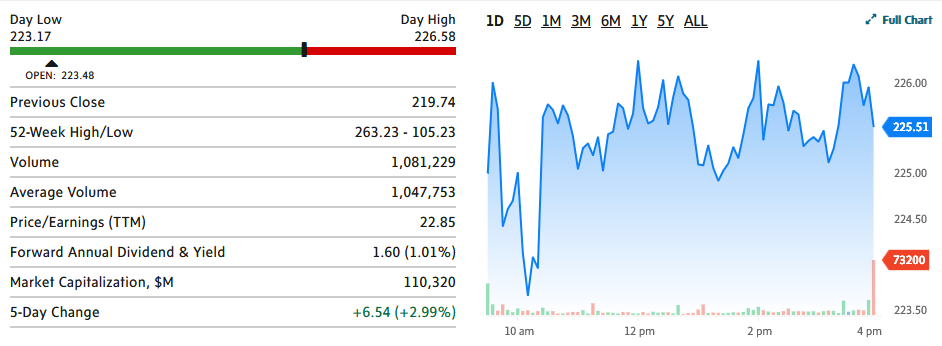 Day Low Day High
223.17 226.58
OPEN: 223.48
Previous Close 219.74
52-Week High/Low 263.23 - 105.23
Volume 1,081,229
Average Volume 1,047,753
Price/Earnings (TTM) 22.85
Forward Annual Dividend & Yield 1.60 (1.01%)
Market Capitalization, $M 110,320
5-Day Change +6.54 (+2.99%)
1D 5D 1M 3M 6M 1Y 5Y ALL Full Chart
226.00
225.51
225.00
224.50
73200
223.50
10 am 12 pm 2 pm 4 pm